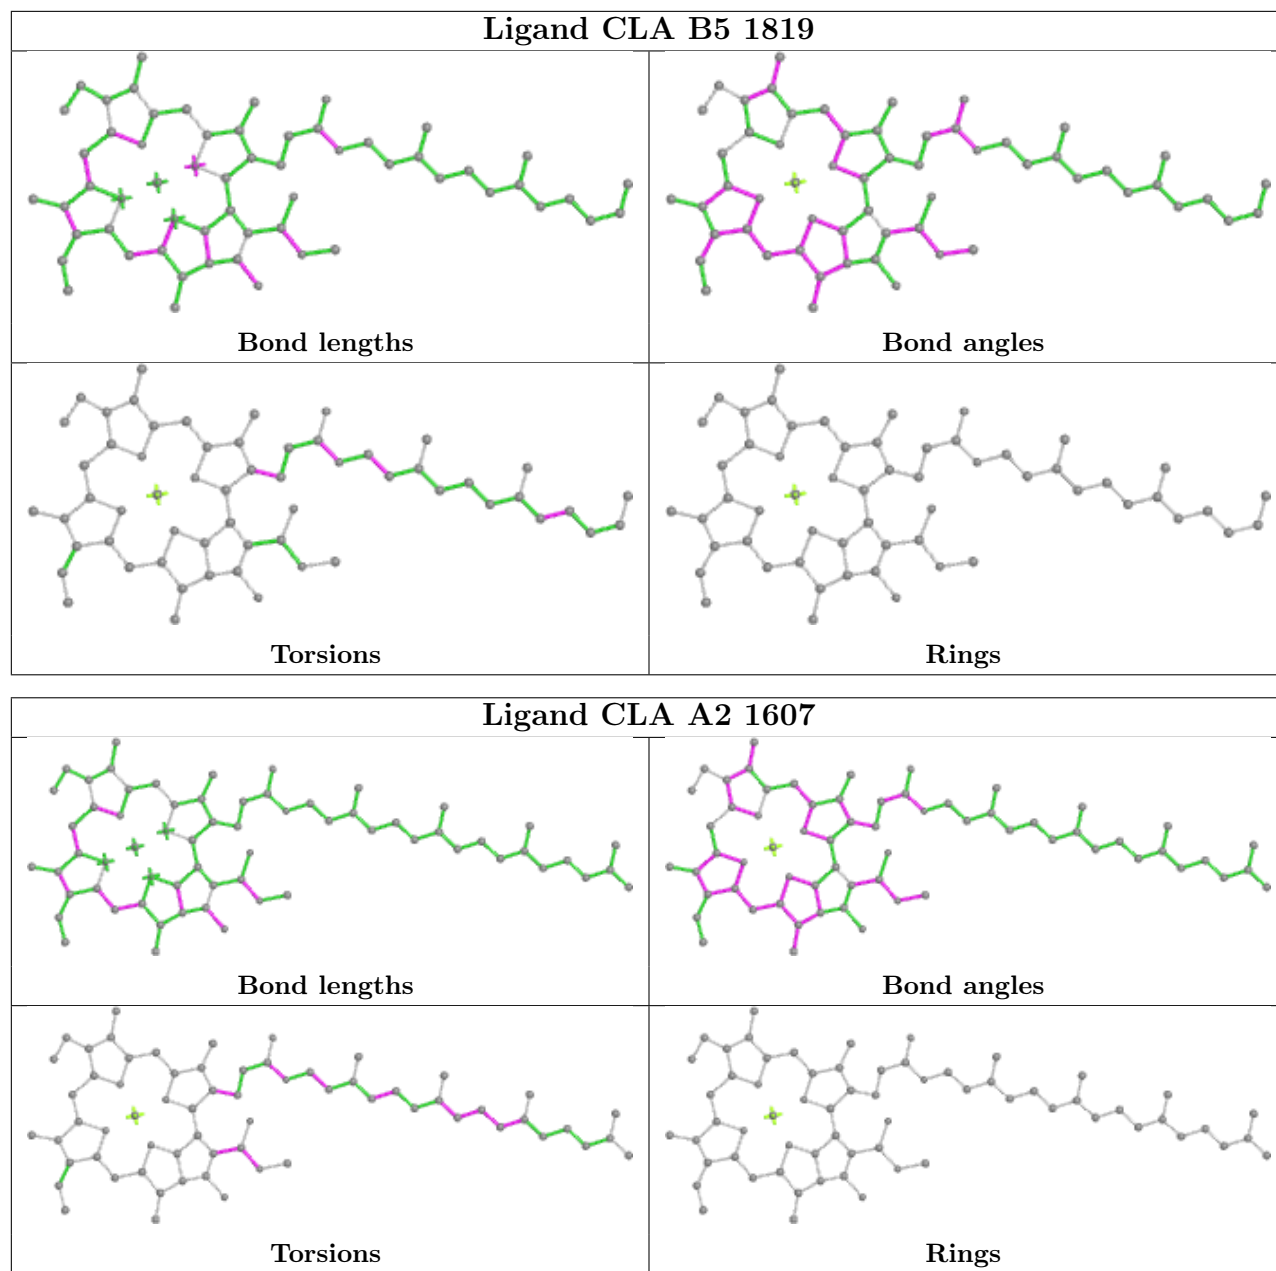 Ligand CLA B5 1819
Bond lengths
Bond angles
Torsions
Rings
Ligand CLA A2 1607
Bond lengths
Bond angles
Torsions
Rings